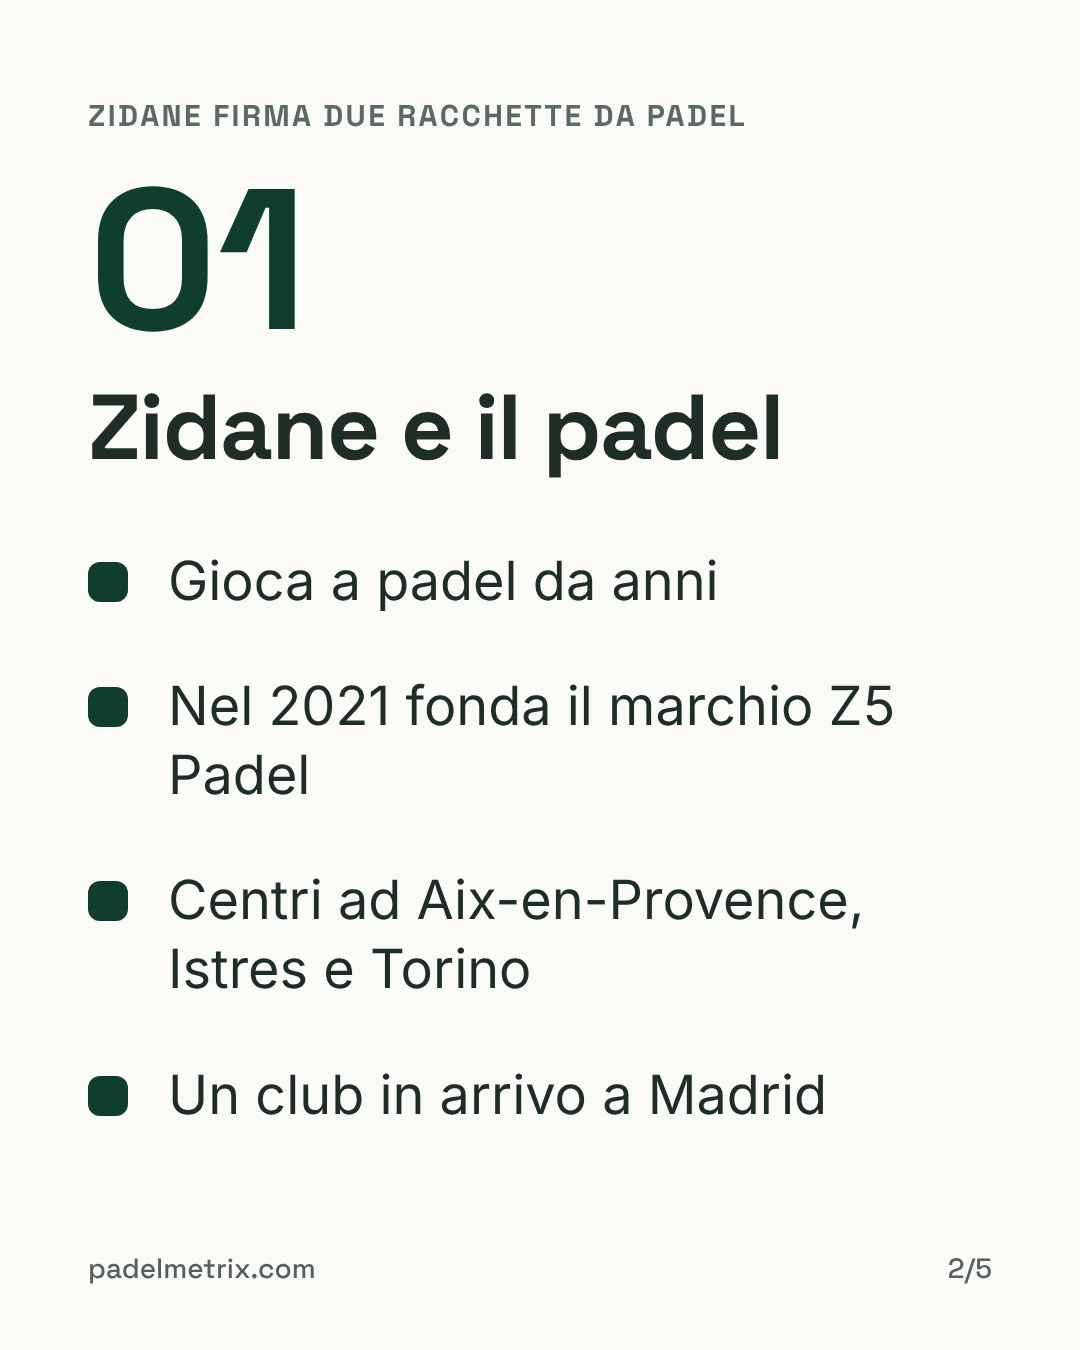 ZIDANE FIRMA DUE RACCHETTE DA PADEL
01
Zidane e il padel
Gioca a padel da anni
Nel 2021 fonda il marchio Z5
Padel
Centri ad Aix-en-Provence,
Istres e Torino
Un club in arrivo a Madrid
padelmetrix.com
2/5